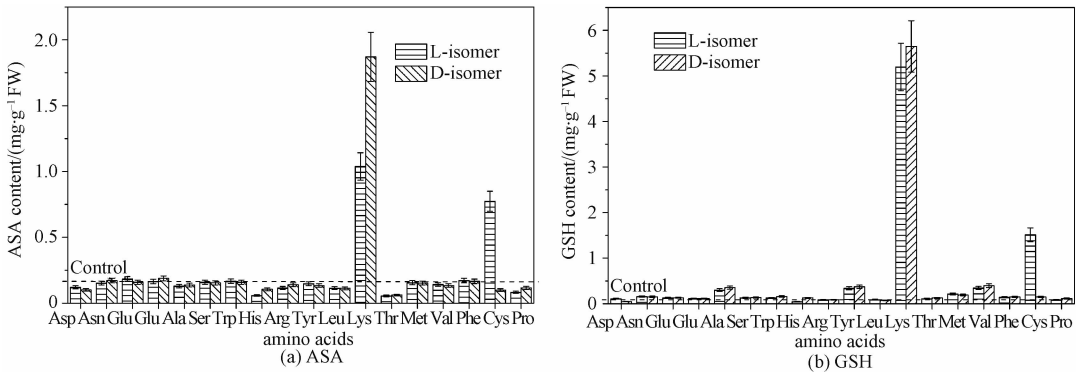 ASA content/(mg·g⁻¹ FW)
2.0
1.5
1.0
0.5
0
L-isomer
D-isomer
Control
Asp Asn Glu Glu Ala Ser Trp His Arg Tyr Leu Lys Thr Met Val Phe Cys Pro
amino acids
(a) ASA
GSH content/(mg·g⁻¹ FW)
6
5
4
3
2
1
0
L-isomer
D-isomer
Control
Asp Asn Glu Glu Ala Ser Trp His Arg Tyr Leu Lys Thr Met Val Phe Cys Pro
amino acids
(b) GSH